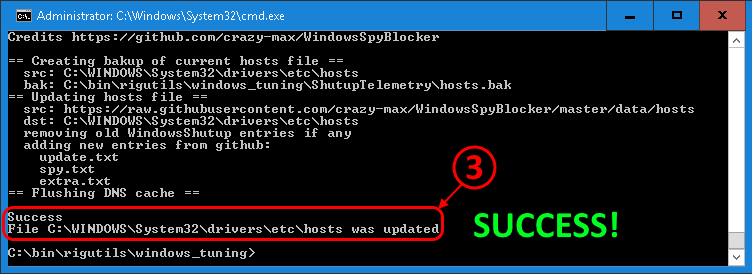 Administrator: C:\Windows\System32\cmd.exe
Credits https://github.com/crazy-max/WindowsSpyBlocker
== Creating bakup of current hosts file ==
src: C:\WINDOWS\System32\drivers\etc\hosts
bak: C:\bin\rigutils\windows_tuning\ShutupTelemetry\hosts.bak
== Updating hosts file ==
src: https://raw.githubusercontent.com/crazy-max/WindowsSpyBlocker/master/data/hosts
dst: C:\WINDOWS\System32\drivers\etc\hosts
removing old WindowsShutup entries if any
adding new entries from github:
update.txt
spy.txt
extra.txt
== Flushing DNS cache ==
3
Success
File C:\WINDOWS\System32\drivers\etc\hosts was updated
SUCCESS!
C:\bin\rigutils\windows_tuning>